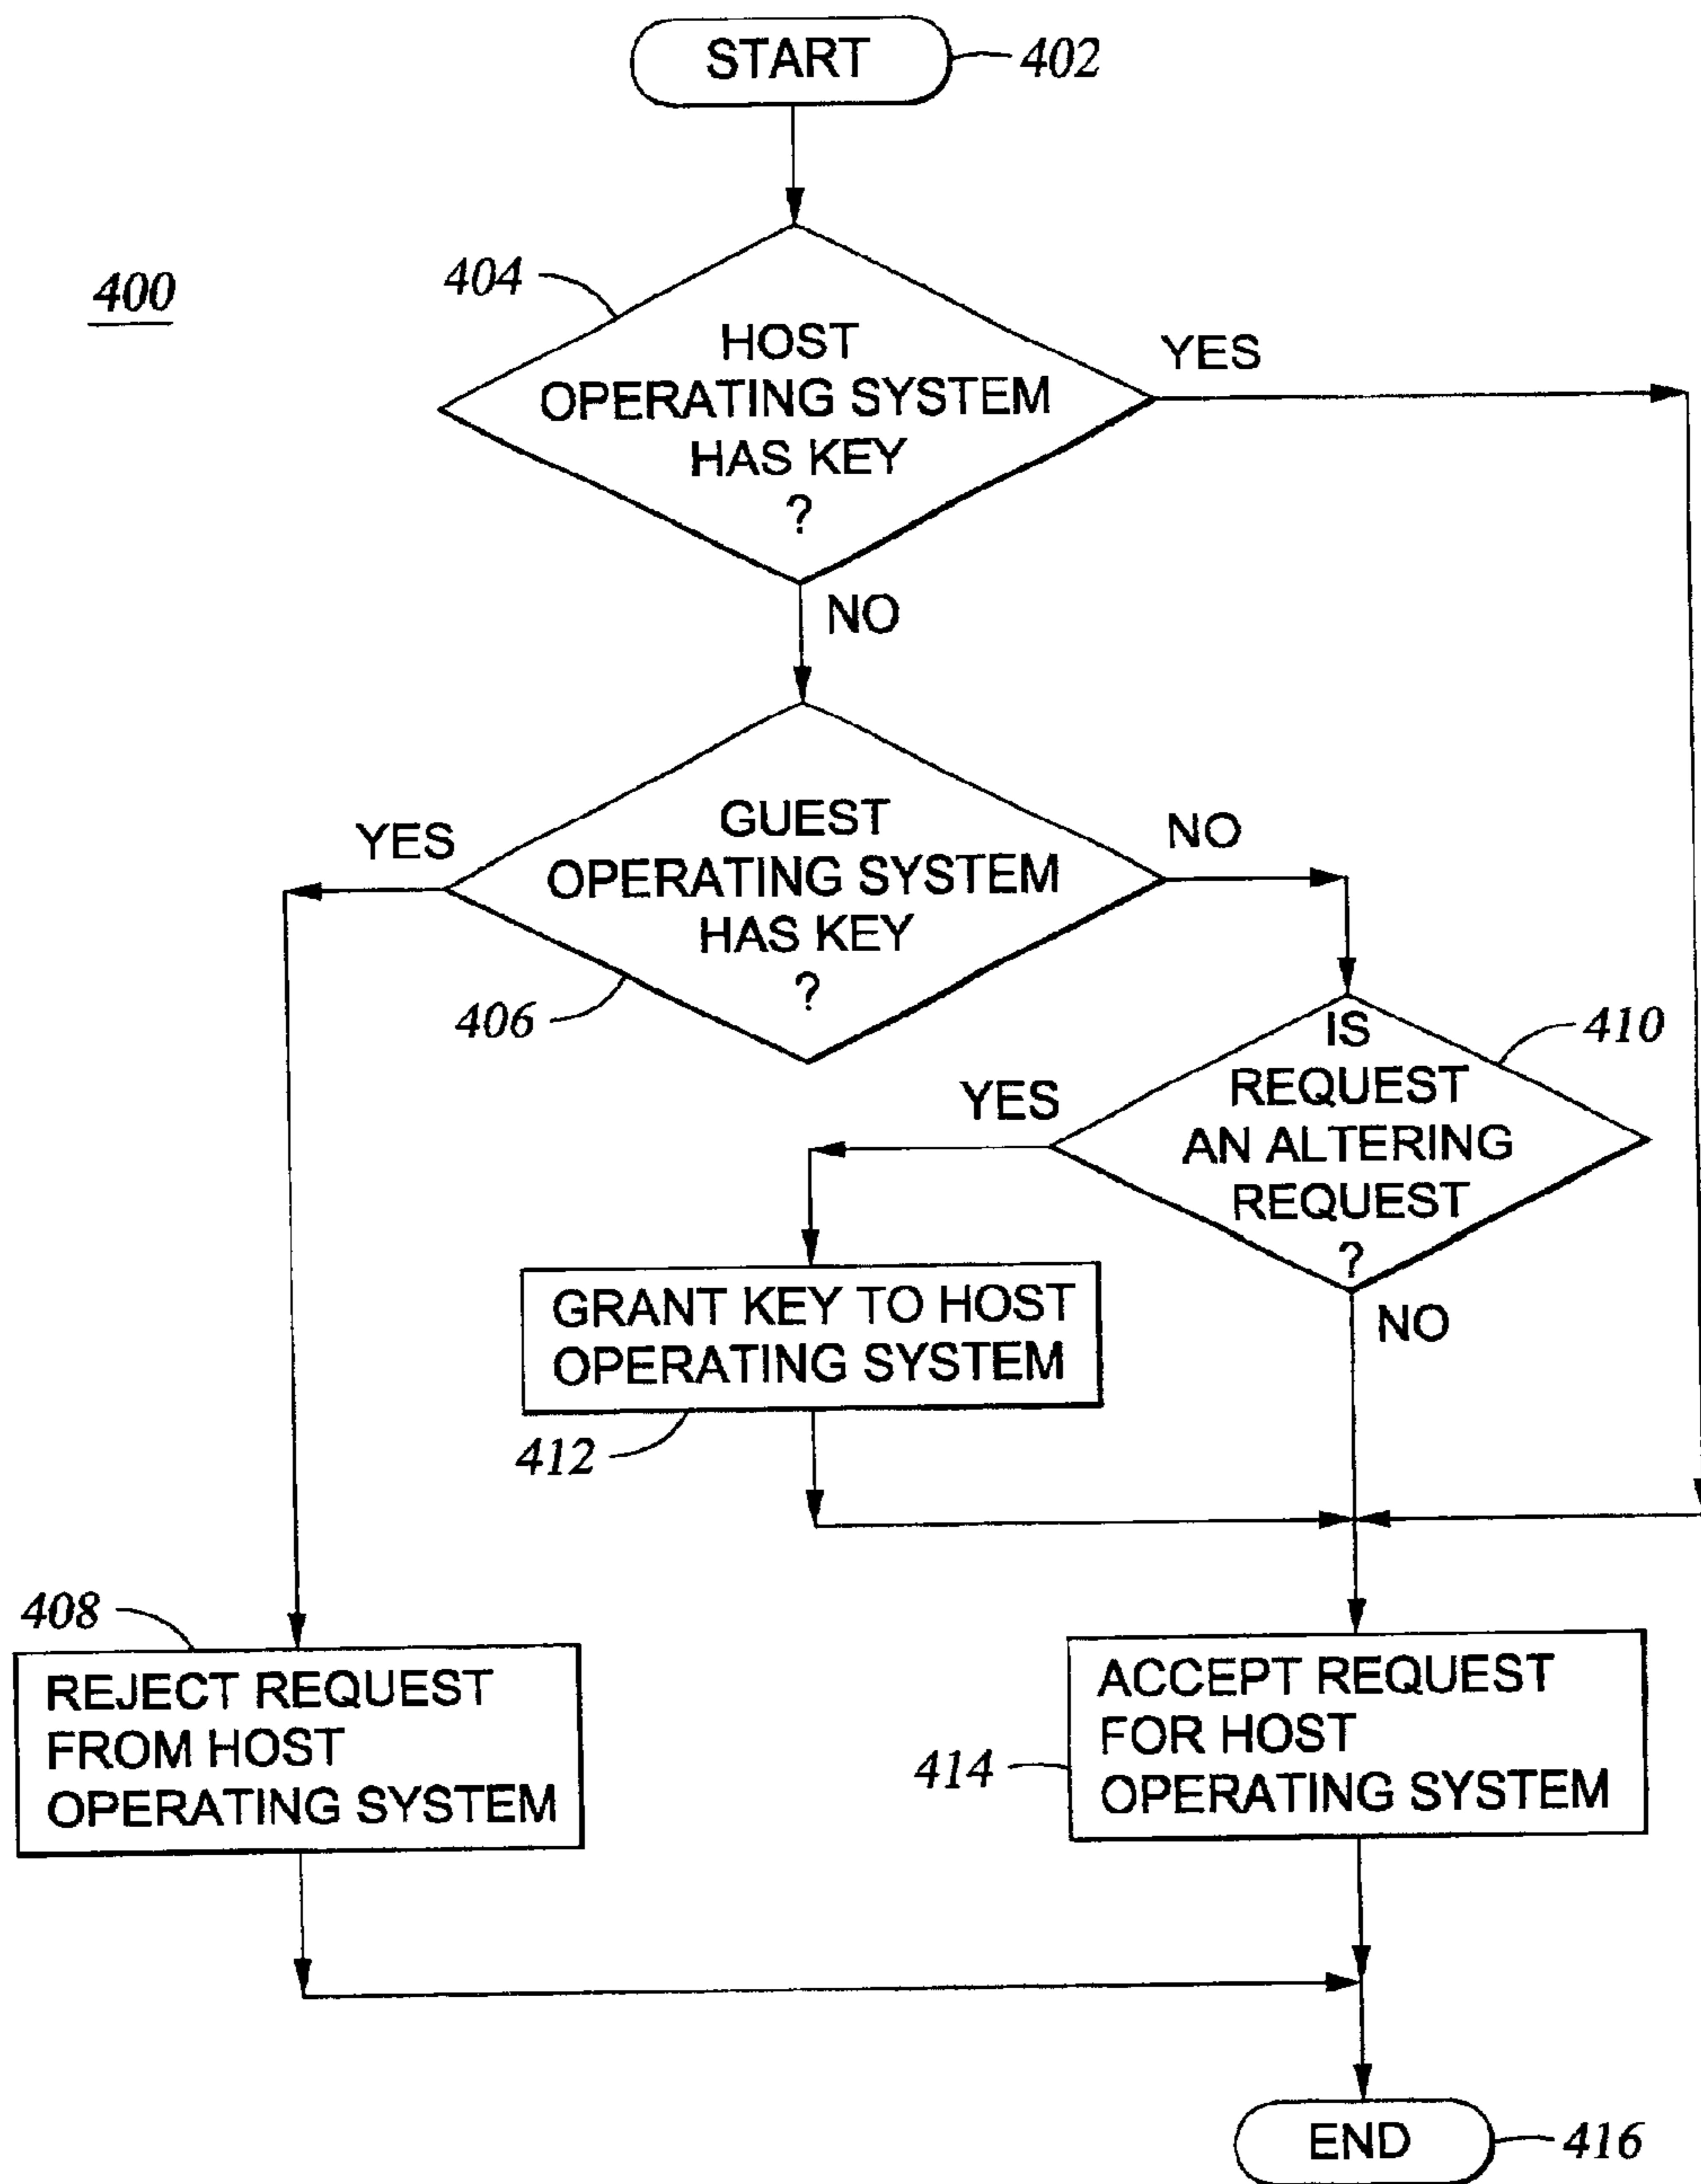 START
402
400
404
HOST
OPERATING SYSTEM
HAS KEY
?
YES
NO
GUEST
OPERATING SYSTEM
HAS KEY
?
YES
NO
406
IS
REQUEST
AN ALTERING
REQUEST
?
410
YES
NO
GRANT KEY TO HOST
OPERATING SYSTEM
412
408
REJECT REQUEST
FROM HOST
OPERATING SYSTEM
ACCEPT REQUEST
FOR HOST
OPERATING SYSTEM
414
END
416